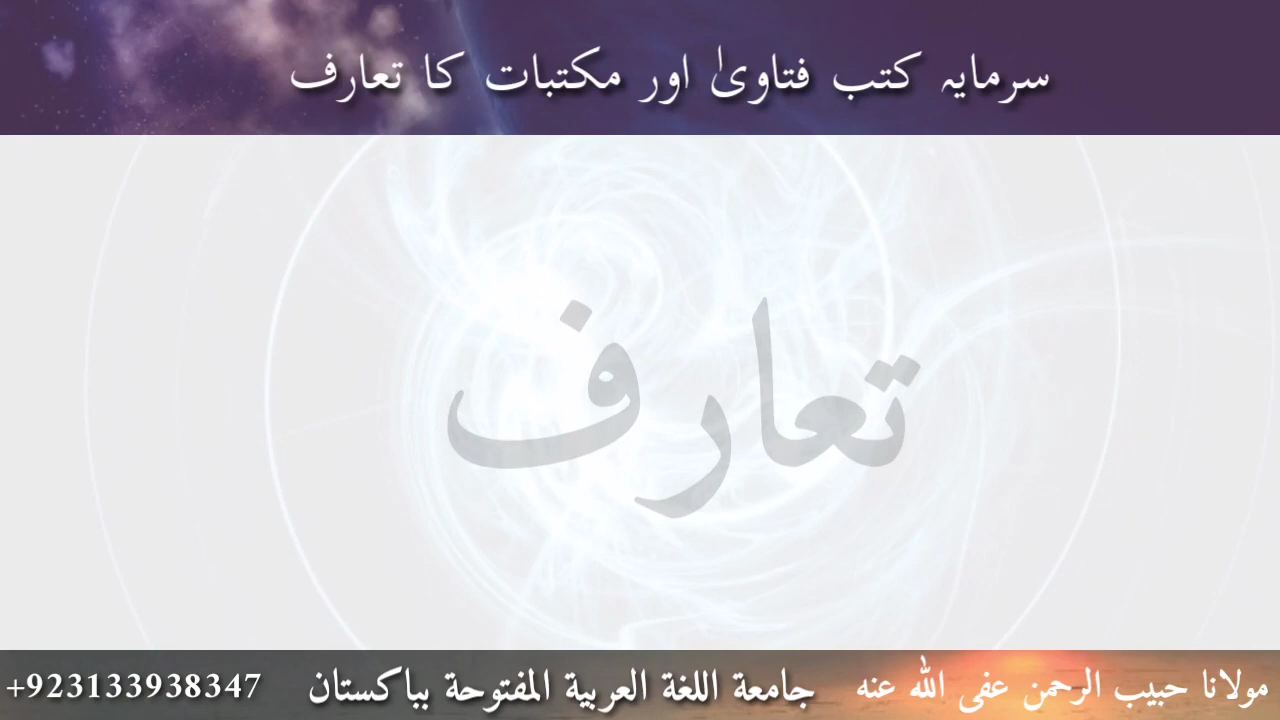 سرمایہ کتب فتاویٰ اور مکتبات کا تعارف
تعارف
مولانا حبیب الرحمن عفی اللہ عنہ جامعة اللغة العربية المفتوحة بباكستان +923133938347